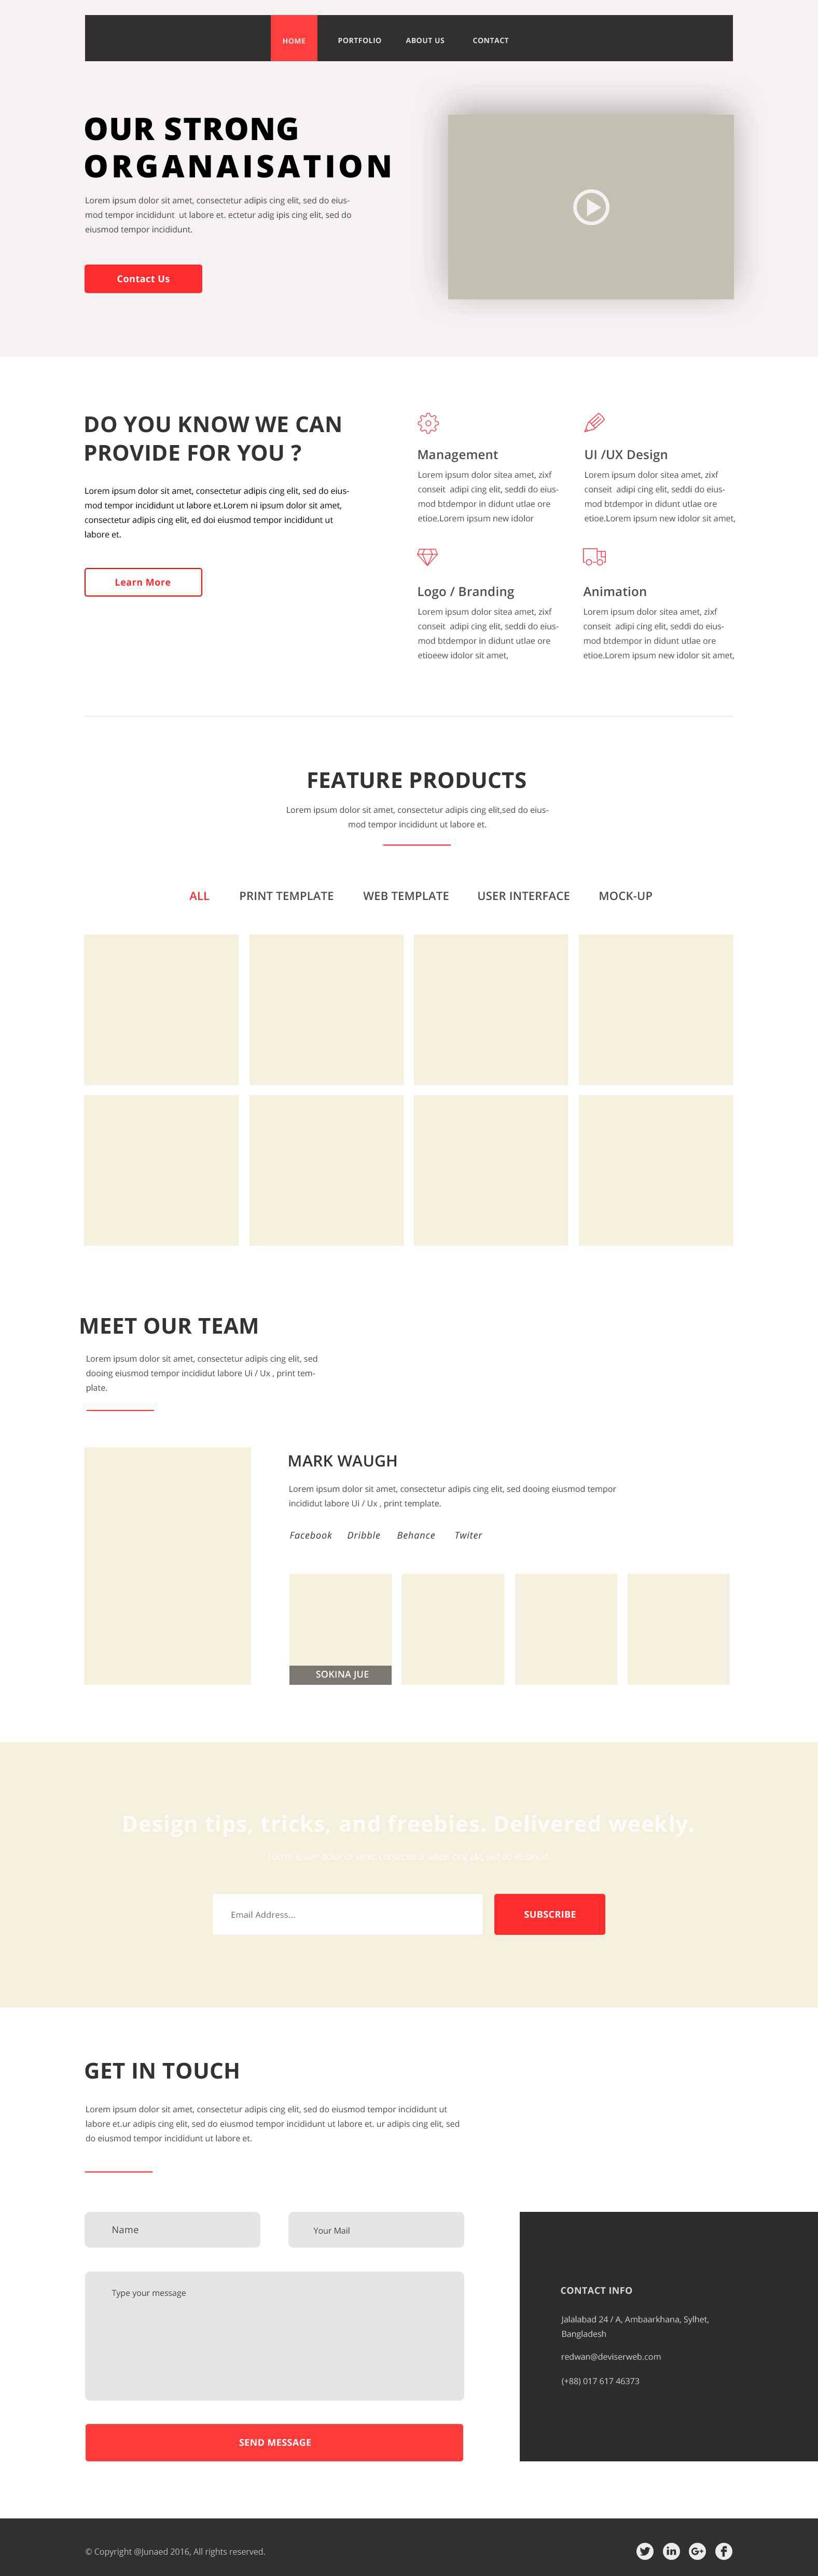 HOME PORTFOLIO ABOUT US CONTACT
OUR STRONG
ORGANAISATION
Lorem ipsum dolor sit amet, consectetur adipis cing elit, sed do eius-
mod tempor incididunt ut labore et. ectetur adig ipis cing elit, sed do
eiusmod tempor incididunt.
Contact Us
DO YOU KNOW WE CAN
PROVIDE FOR YOU ?
Lorem ipsum dolor sit amet, consectetur adipis cing elit, sed do eius-
mod tempor incididunt ut labore et.Lorem ni ipsum dolor sit amet,
consectetur adipis cing elit, ed doi eiusmod tempor incididunt ut
labore et.
Learn More
Management
Lorem ipsum dolor sitea amet, zixf
conseit adipi cing elit, seddi do eius-
mod btdempor in didunt utlae ore
etioe.Lorem ipsum new idolor
UI /UX Design
Lorem ipsum dolor sitea amet, zixf
conseit adipi cing elit, seddi do eius-
mod btdempor in didunt utlae ore
etioe.Lorem ipsum new idolor sit amet,
Logo / Branding
Lorem ipsum dolor sitea amet, zixf
conseit adipi cing elit, seddi do eius-
mod btdempor in didunt utlae ore
etioeew idolor sit amet,
Animation
Lorem ipsum dolor sitea amet, zixf
conseit adipi cing elit, seddi do eius-
mod btdempor in didunt utlae ore
etioe.Lorem ipsum new idolor sit amet,
FEATURE PRODUCTS
Lorem ipsum dolor sit amet, consectetur adipis cing elit,sed do eius-
mod tempor incididunt ut labore et.
ALL PRINT TEMPLATE WEB TEMPLATE USER INTERFACE MOCK-UP
MEET OUR TEAM
Lorem ipsum dolor sit amet, consectetur adipis cing elit, sed
dooing eiusmod tempor incididut labore Ui / Ux , print tem-
plate.
MARK WAUGH
Lorem ipsum dolor sit amet, consectetur adipis cing elit, sed dooing eiusmod tempor
incididut labore Ui / Ux , print template.
Facebook Dribble Behance Twiter
SOKINA JUE
Design tips, tricks, and freebies. Delivered weekly.
Email Address...
SUBSCRIBE
GET IN TOUCH
Lorem ipsum dolor sit amet, consectetur adipis cing elit, sed do eiusmod tempor incididunt ut
labore et.ur adipis cing elit, sed do eiusmod tempor incididunt ut labore et. ur adipis cing elit, sed
do eiusmod tempor incididunt ut labore et.
Name
Your Mail
Type your message
SEND MESSAGE
CONTACT INFO
Jalalabad 24 / A, Ambaarkhana, Sylhet,
Bangladesh
redwan@deviserweb.com
(+88) 017 617 46373
© Copyright @Junaed 2016, All rights reserved.